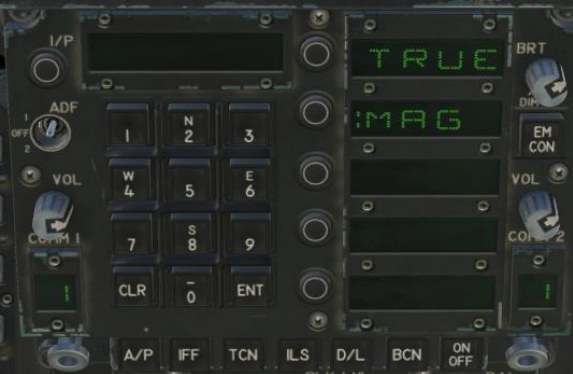 I/P
TRUE
BRT
ADF
1
OFF
2
:MAG
DIM
1
N
2
3
EM
CON
VOL
W
4
5
E
6
VOL
COMM 1
7
S
8
9
COMM 2
1
CLR
–
0
ENT
1
A/P
IFF
TCN
ILS
D/L
BCN
ON
OFF